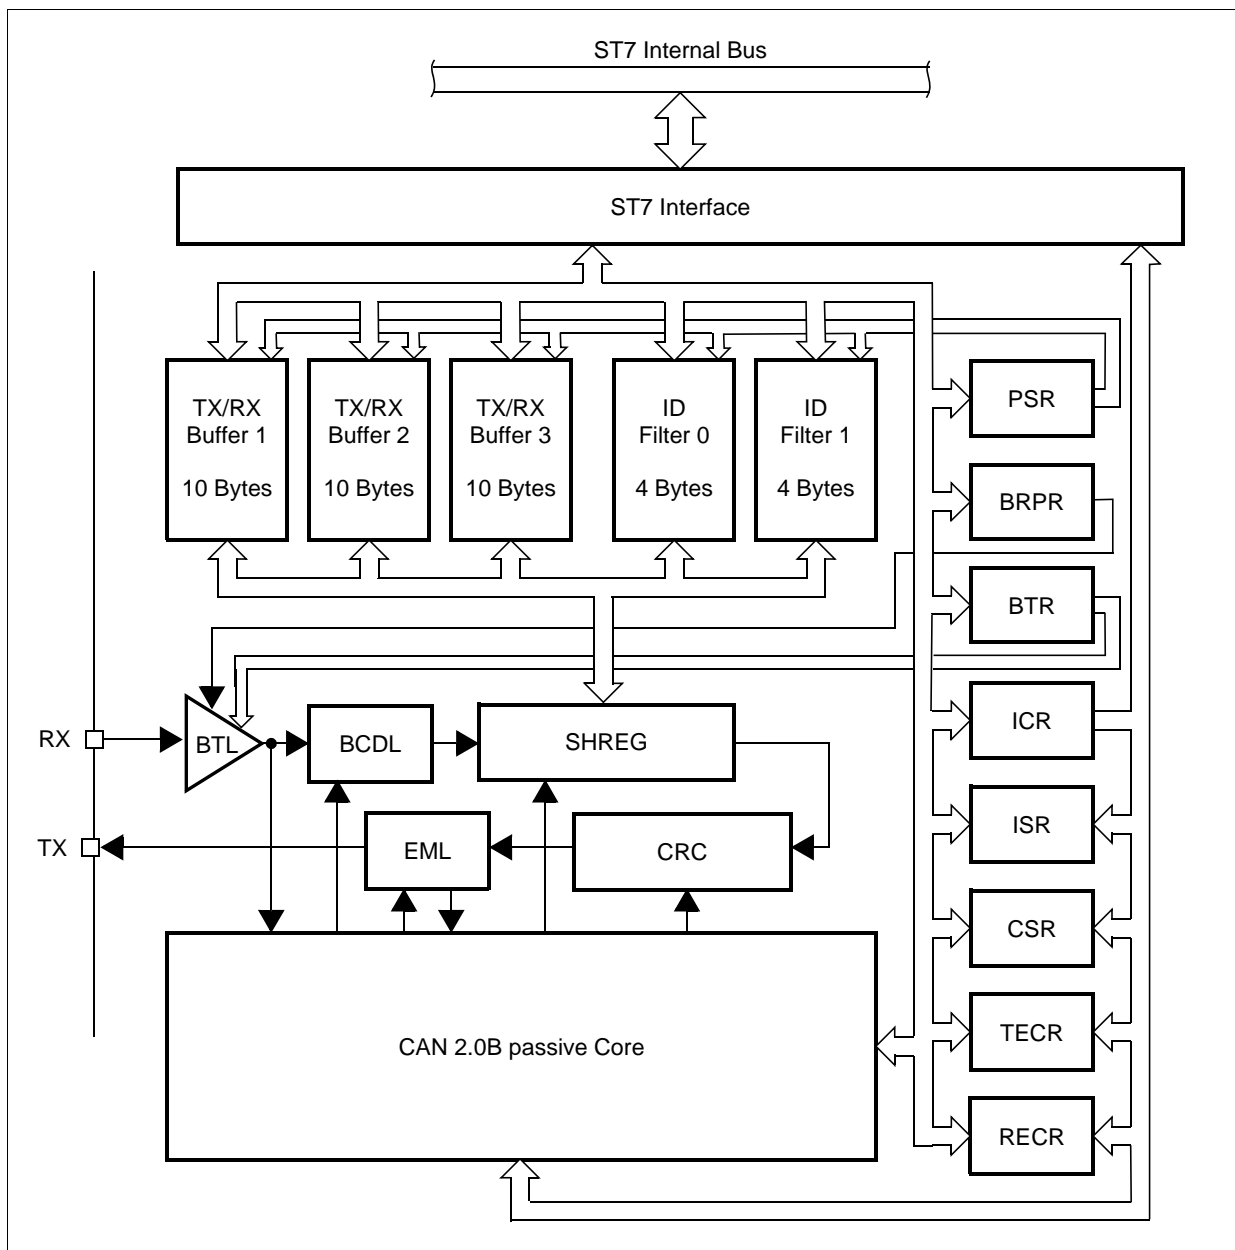 ST7 Internal Bus
ST7 Interface
TX/RX
Buffer 1
10 Bytes
TX/RX
Buffer 2
10 Bytes
TX/RX
Buffer 3
10 Bytes
ID
Filter 0
4 Bytes
ID
Filter 1
4 Bytes
PSR
BRPR
BTR
ICR
ISR
CSR
TECR
RECR
RX
BTL
BCDL
SHREG
TX
EML
CRC
CAN 2.0B passive Core